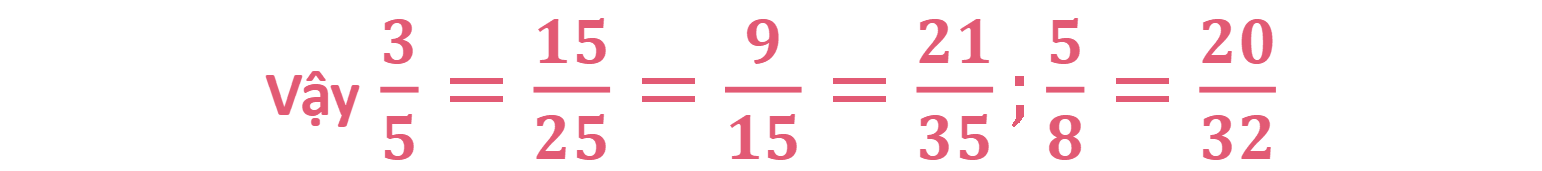 Vậy 3/5 = 15/25 = 9/15 = 21/35 ; 5/8 = 20/32